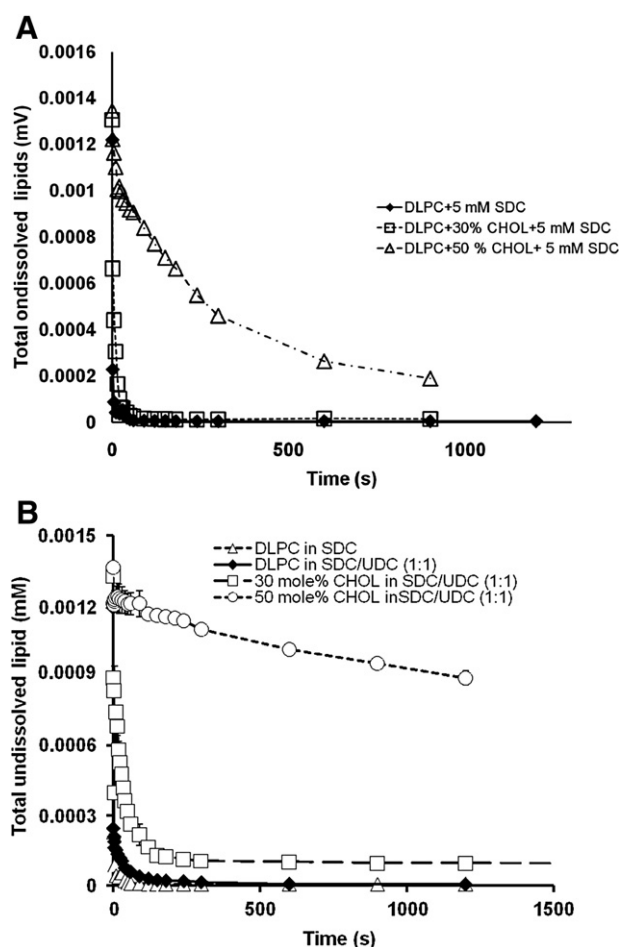 A
0.0016
0.0014
0.0012
0.001
0.0008
0.0006
0.0004
0.0002
0
Total ondissolved lipids (mV)
DLPC+5 mM SDC
DLPC+30% CHOL+5 mM SDC
DLPC+50 % CHOL+ 5 mM SDC
0 500 1000
Time (s)
B
0.0015
0.0012
0.0009
0.0006
0.0003
0
Total undissolved lipid (mM)
DLPC in SDC
DLPC in SDC/UDC (1:1)
30 mole% CHOL in SDC/UDC (1:1)
50 mole% CHOL inSDC/UDC (1:1)
0 500 1000 1500
Time (s)